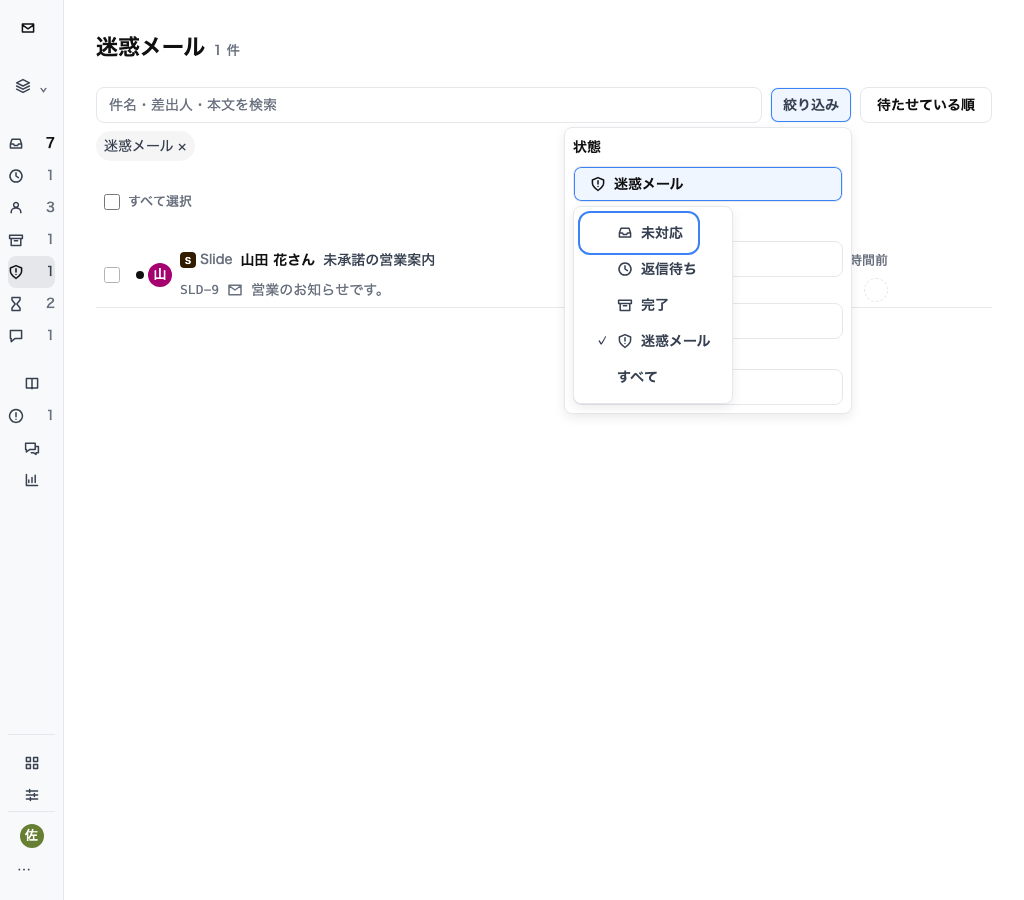 迷惑メール 1 件
件名・差出人・本文を検索
絞り込み
待たせている順
迷惑メール ×
状態
迷惑メール
すべて選択
未対応
返信待ち
完了
✓ 迷惑メール
すべて
山
s Slide 山田 花さん 未承諾の営業案内
時間前
SLD-9 営業のお知らせです。
7
1
3
1
1
2
1
1
佐
…